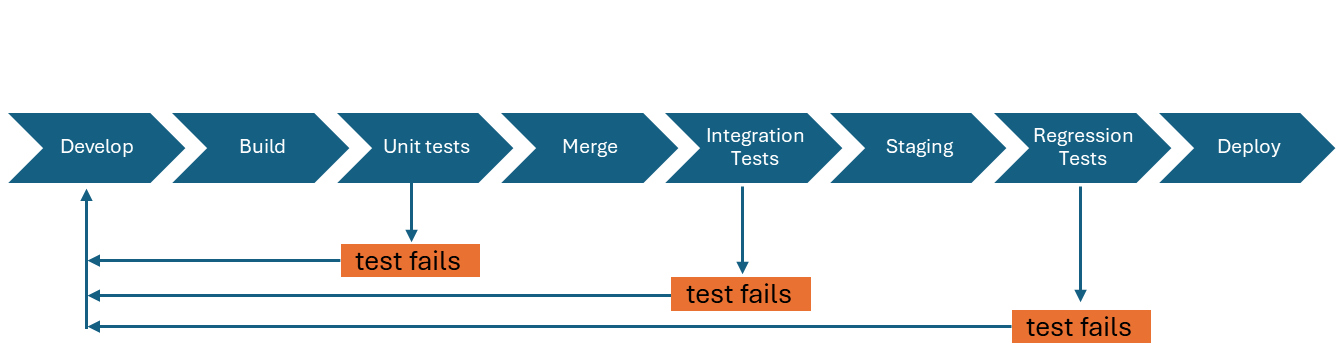 Develop
Build
Unit tests
Merge
Integration
Tests
Staging
Regression
Tests
Deploy
test fails
test fails
test fails